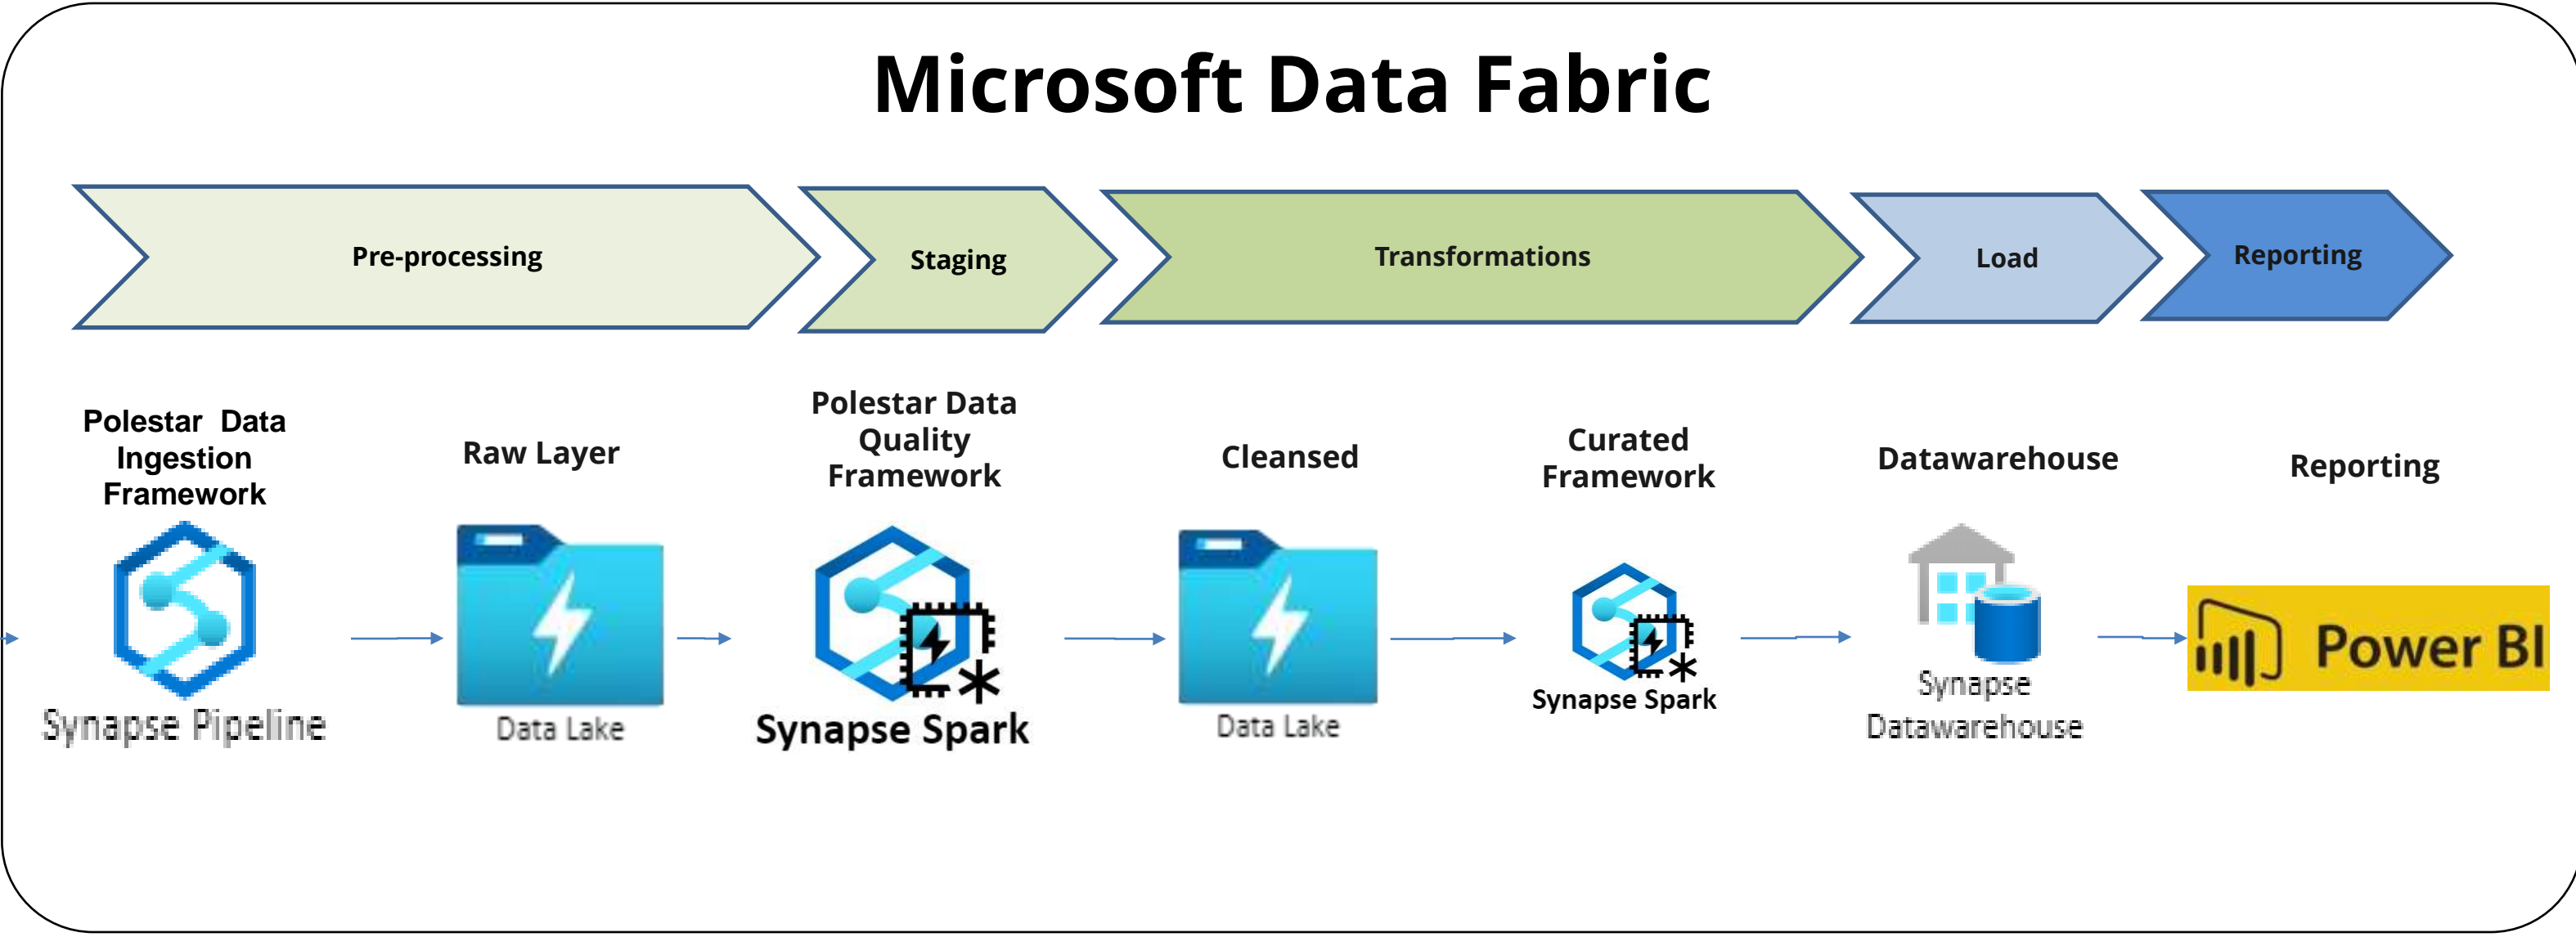 Microsoft Data Fabric
Pre-processing
Staging
Transformations
Load
Reporting
Polestar Data
Ingestion
Framework
Raw Layer
Polestar Data
Quality
Framework
Cleansed
Curated
Framework
Datawarehouse
Reporting
Synapse Pipeline
Data Lake
Synapse Spark
Data Lake
Synapse Spark
Synapse
Datawarehouse
Power BI